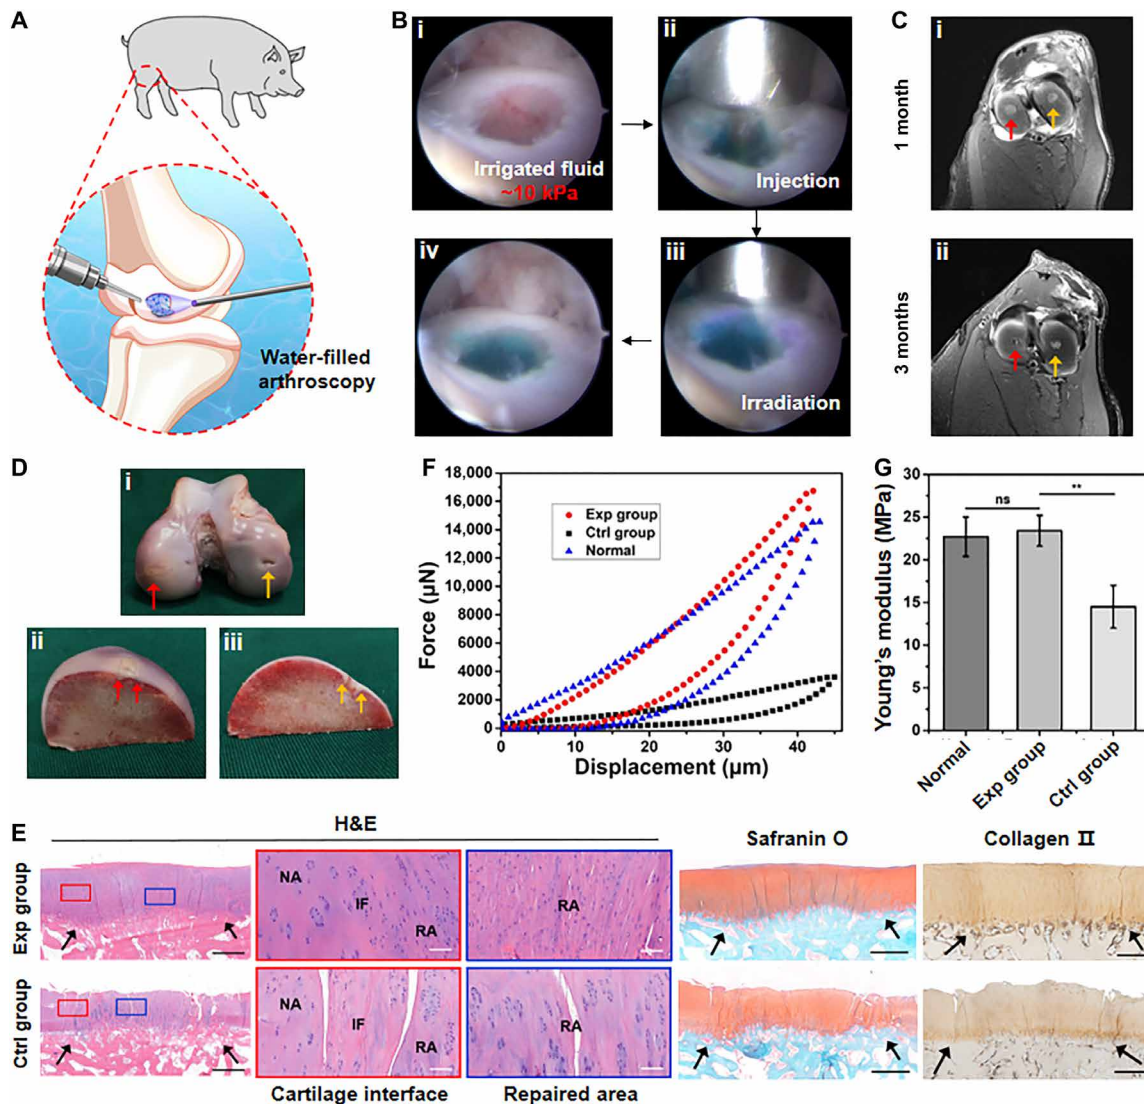 A
Water-filled
arthroscopy
B
i
Irrigated fluid
~10 kPa
ii
Injection
iv
iii
Irradiation
C
1 month
i
3 months
ii
D
i
ii
iii
F
18,000
16,000
14,000
12,000
10,000
8000
6000
4000
2000
0
Force (µN)
Exp group
Ctrl group
Normal
0
10
20
30
40
Displacement (µm)
G
30
25
20
15
10
5
0
Young's modulus (MPa)
ns
**
Normal
Exp group
Ctrl group
E
H&E
Safranin O
Collagen II
Exp group
NA
IF
RA
RA
Ctrl group
NA
IF
RA
RA
Cartilage interface
Repaired area